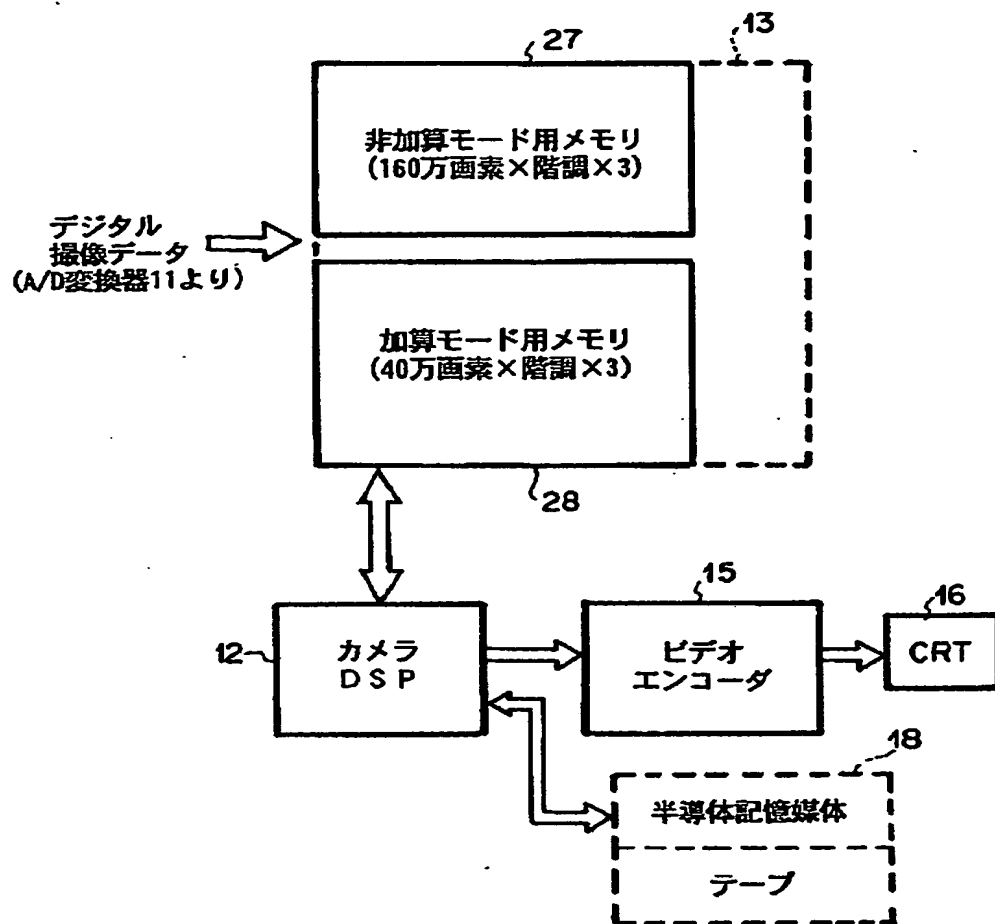 13
27
非加算モード用メモリ
(160万画素×階調×3)
デジタル
撮像データ
(A/D変換器11より)
加算モード用メモリ
(40万画素×階調×3)
28
12
カメラ
DSP
15
ビデオ
エンコーダ
16
CRT
18
半導体記憶媒体
テープ